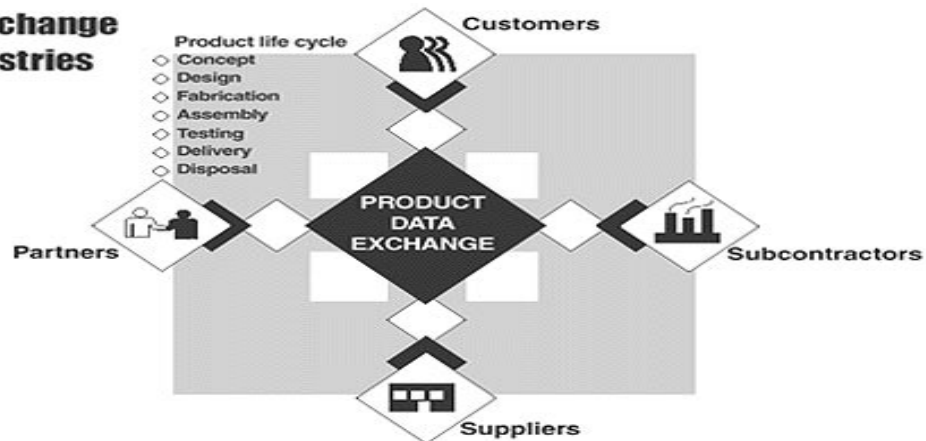 change
stries
Customers
Product life cycle
Concept
Design
Fabrication
Assembly
Testing
Delivery
Disposal
PRODUCT
DATA
EXCHANGE
Partners
Subcontractors
Suppliers